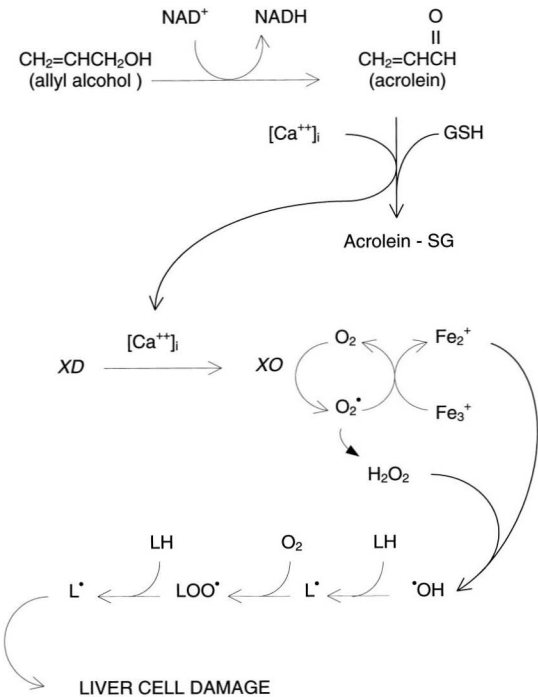 NAD⁺ NADH O
CH₂=CHCH₂OH CH₂=CHCH
(allyl alcohol ) (acrolein)
[Ca⁺⁺]ᵢ GSH
Acrolein - SG
[Ca⁺⁺]ᵢ O₂ Fe₂⁺
XD XO
O₂• Fe₃⁺
H₂O₂
LH O₂ LH
L• LOO• L• •OH
LIVER CELL DAMAGE